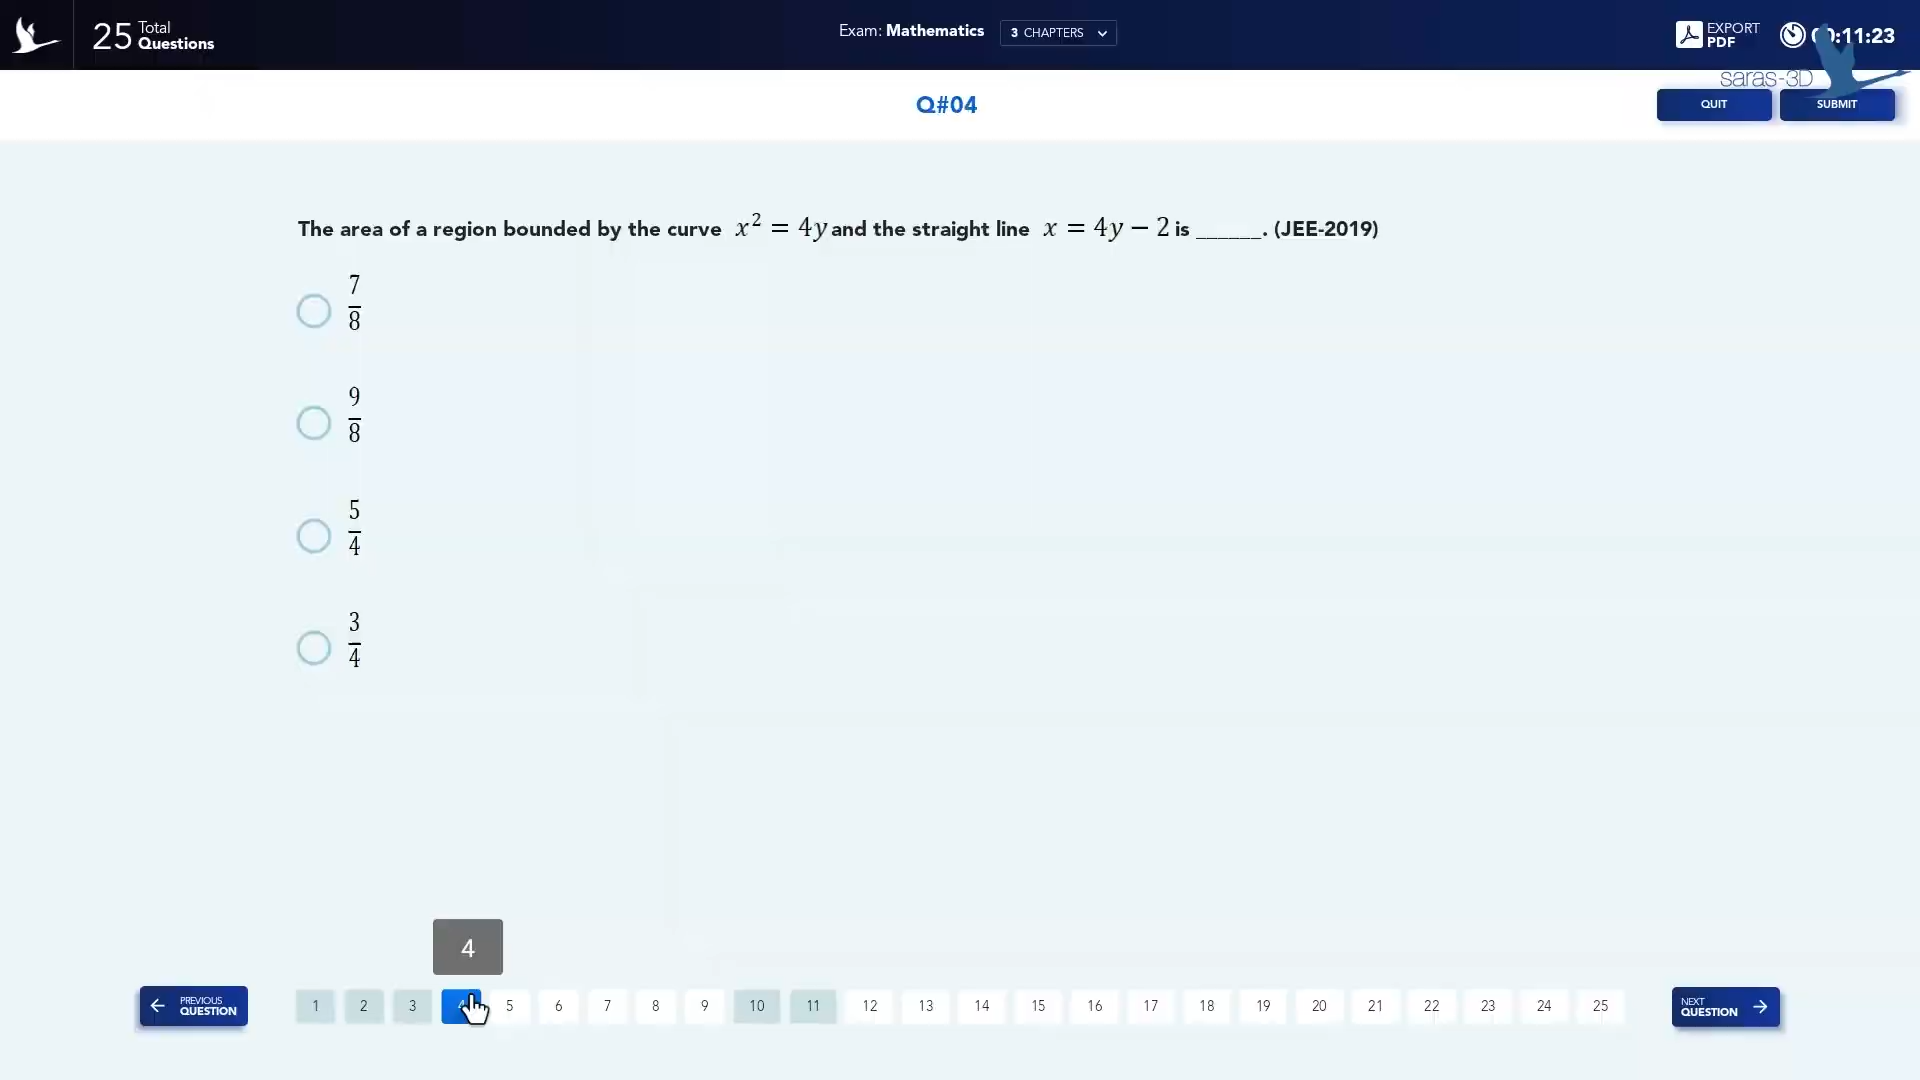 25 Total Questions
Exam: Mathematics
3 CHAPTERS
EXPORT PDF
:11:23
saras-3D
Q#04
QUIT
SUBMIT
The area of a region bounded by the curve x² = 4y and the straight line x = 4y − 2 is ______. (JEE-2019)
7/8
9/8
5/4
3/4
4
PREVIOUS QUESTION
1 2 3 4 5 6 7 8 9 10 11 12 13 14 15 16 17 18 19 20 21 22 23 24 25
NEXT QUESTION